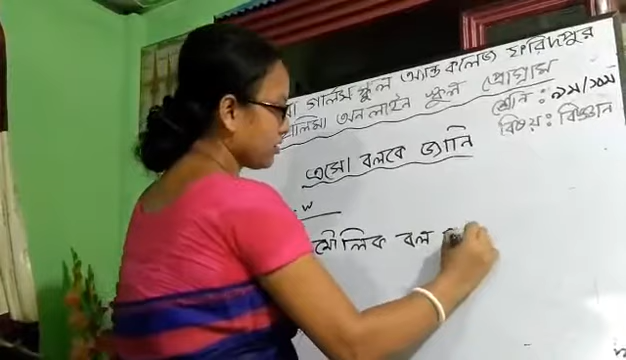 গার্লস স্কুল অ্যান্ড কলেজ ফরিদপুর
অনলাইন স্কুল প্রোগ্রাম
শ্রেনি : ৯ম/১০ম
বিষয়ঃ বিজ্ঞান
এসো বলকে জানি
মৌলিক বল